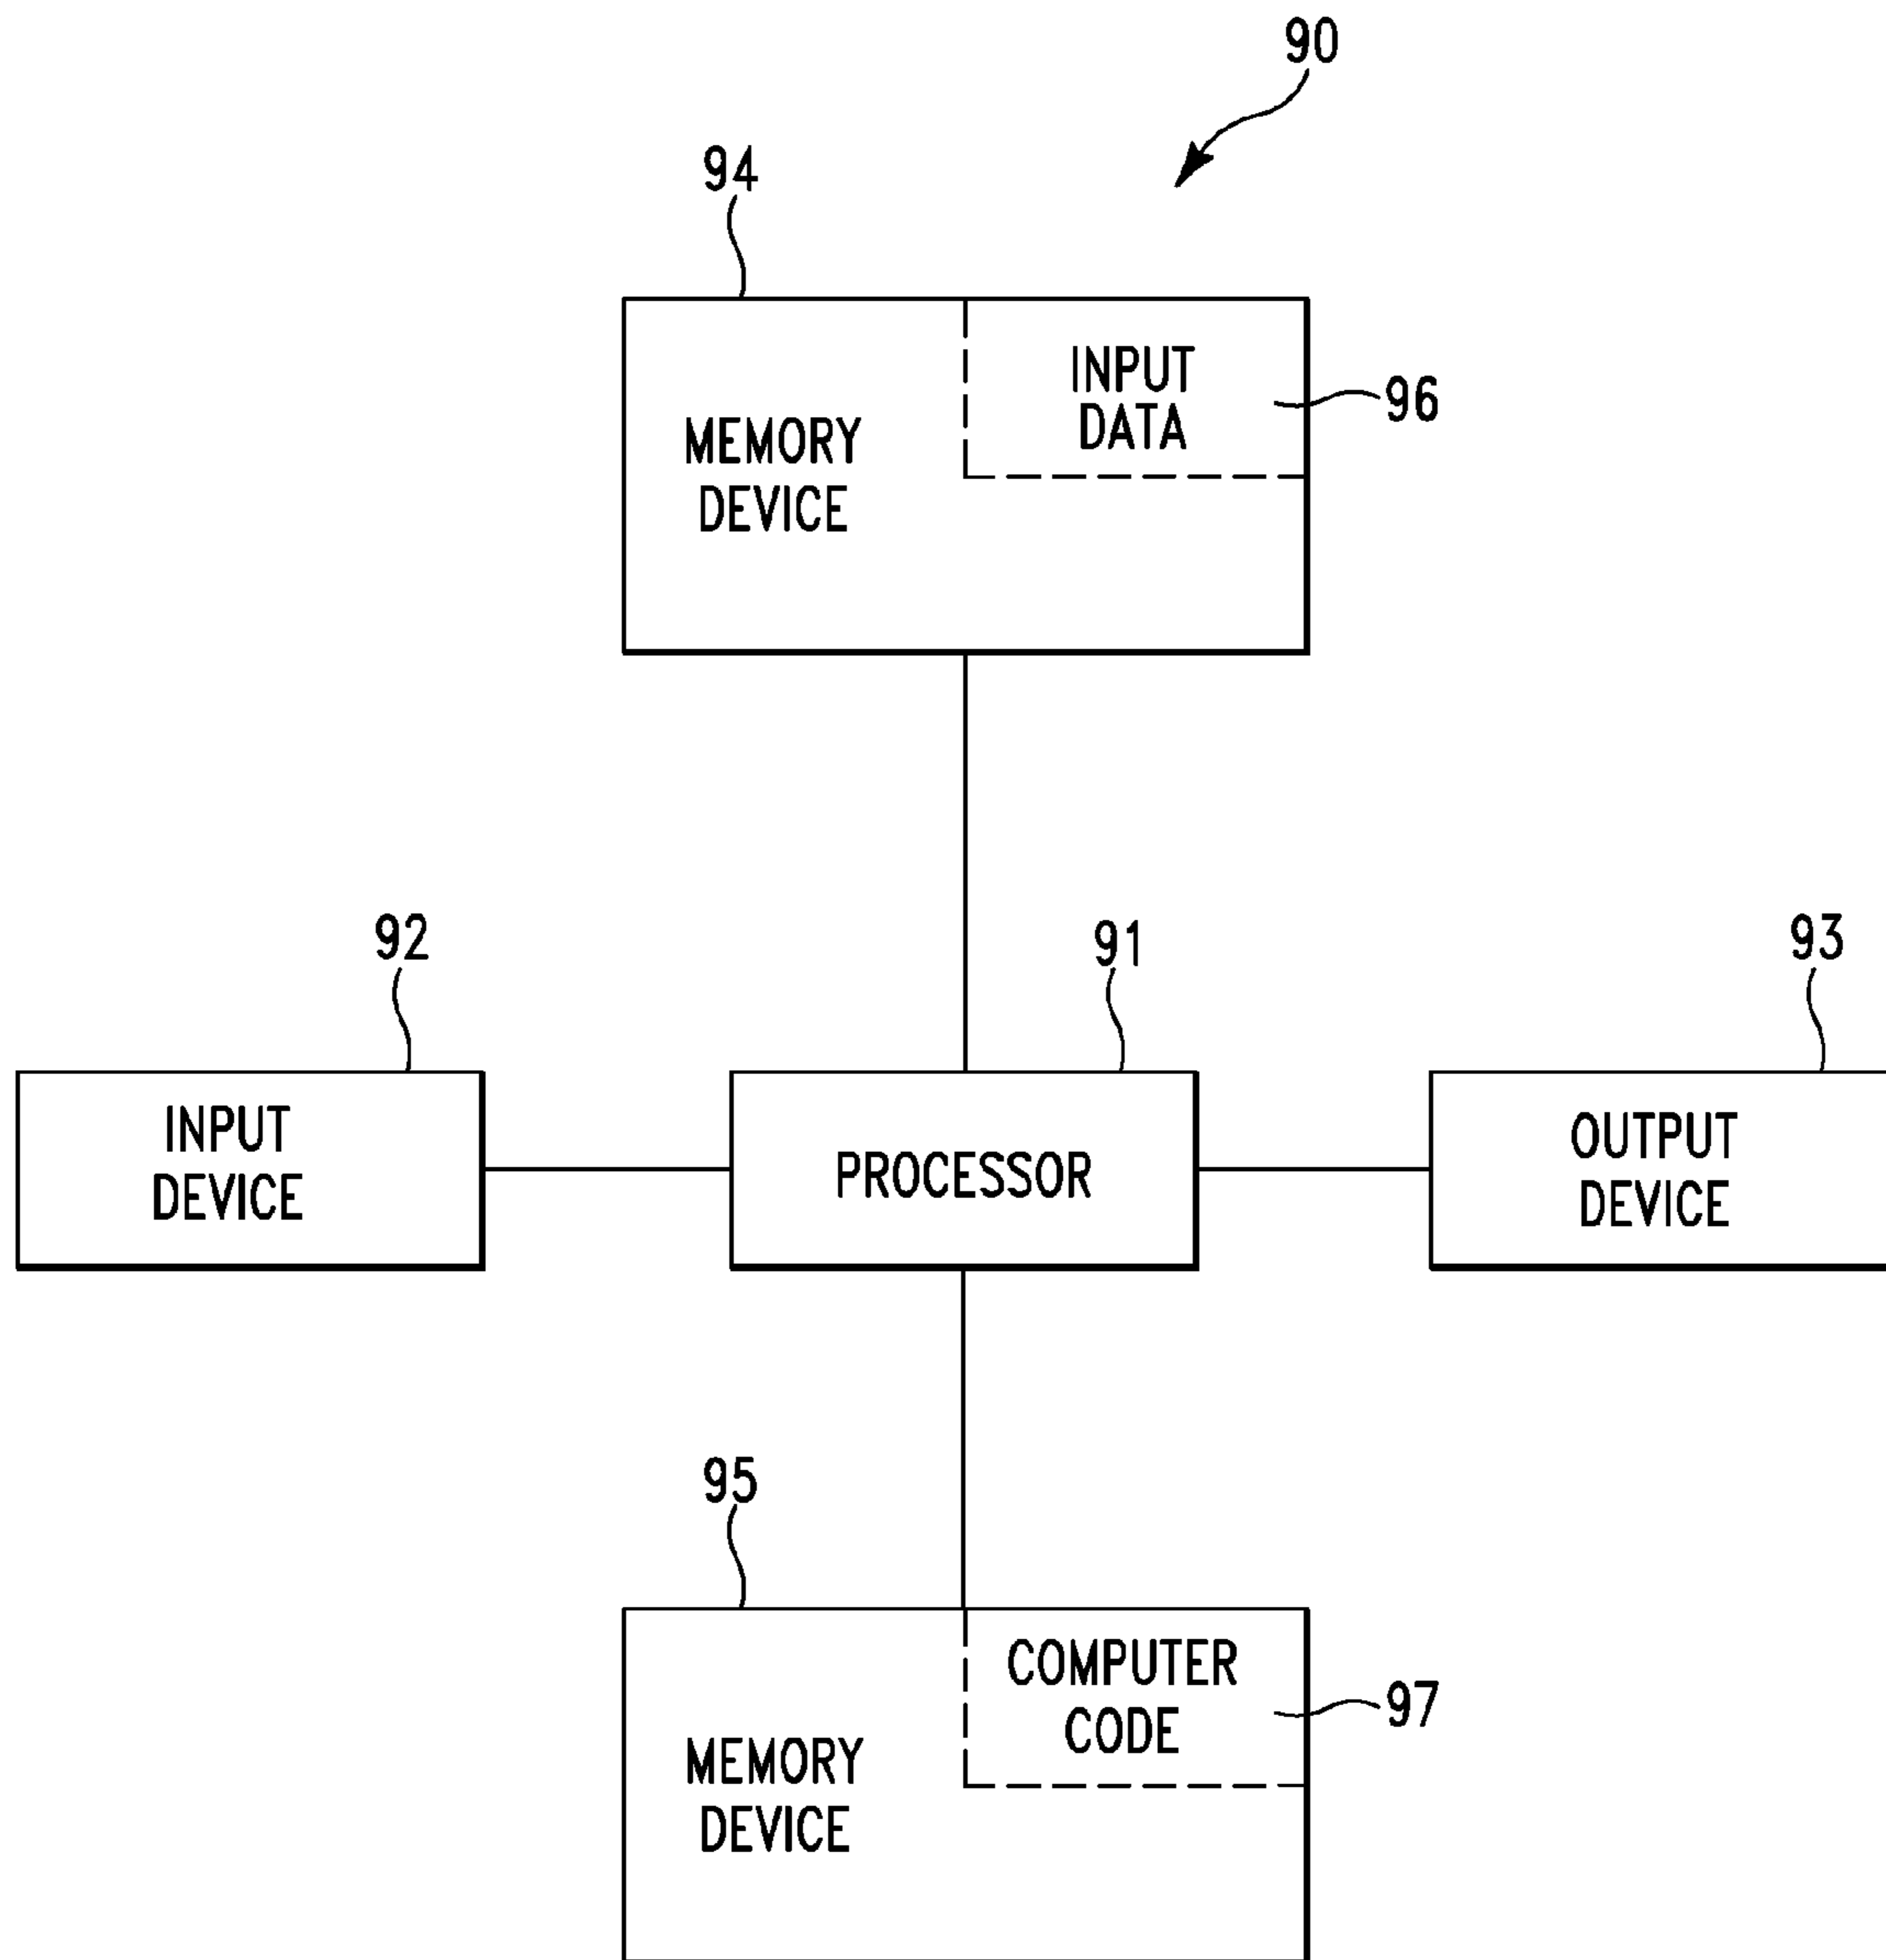 90
94
INPUT
DATA
96
MEMORY
DEVICE
92
91
93
INPUT
DEVICE
PROCESSOR
OUTPUT
DEVICE
95
COMPUTER
CODE
97
MEMORY
DEVICE